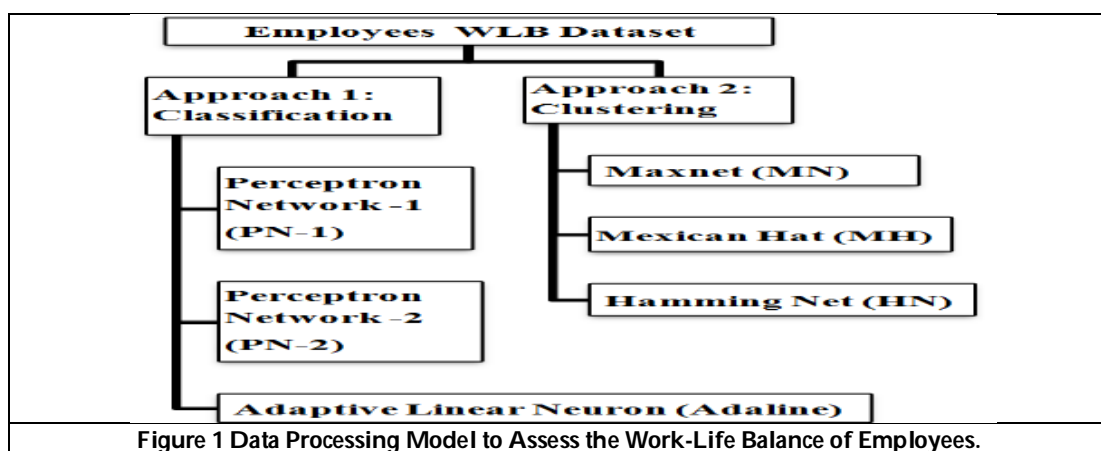 Employees WLB Dataset
Approach 1:
Classification
Perceptron
Network -1
(PN-1)
Perceptron
Network -2
(PN-2)
Adaptive Linear Neuron (Adaline)
Approach 2:
Clustering
Maxnet (MN)
Mexican Hat (MH)
Hamming Net (HN)
Figure 1 Data Processing Model to Assess the Work-Life Balance of Employees.